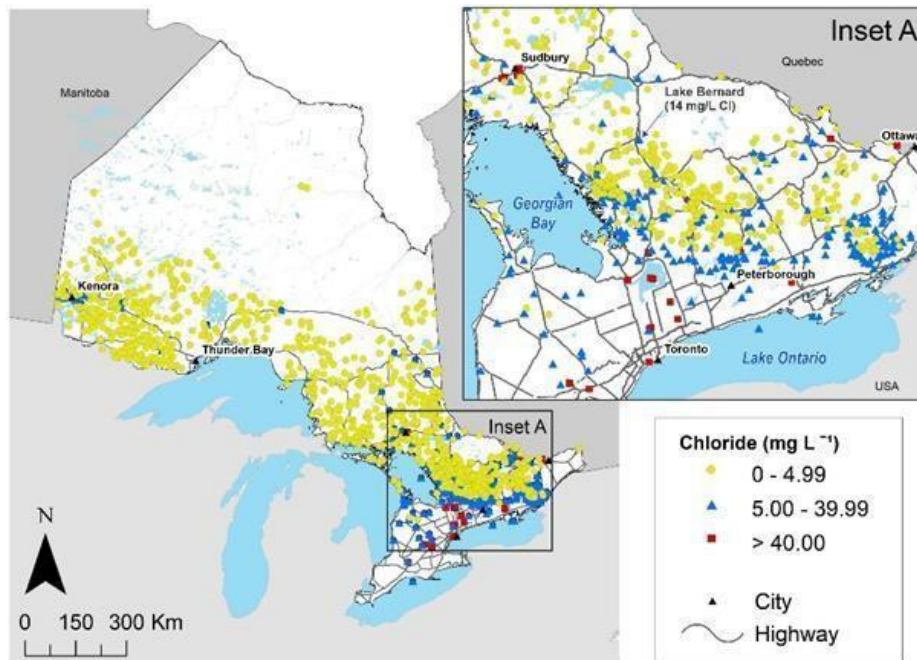 Manitoba
Kenora
Thunder Bay
Inset A
N
0 150 300 Km
Inset A
Quebec
Sudbury
Lake Bernard
(14 mg/L Cl)
Ottawa
Georgian
Bay
Peterborough
Toronto
Lake Ontario
USA
Chloride (mg L ⁻¹)
0 - 4.99
5.00 - 39.99
> 40.00
City
Highway